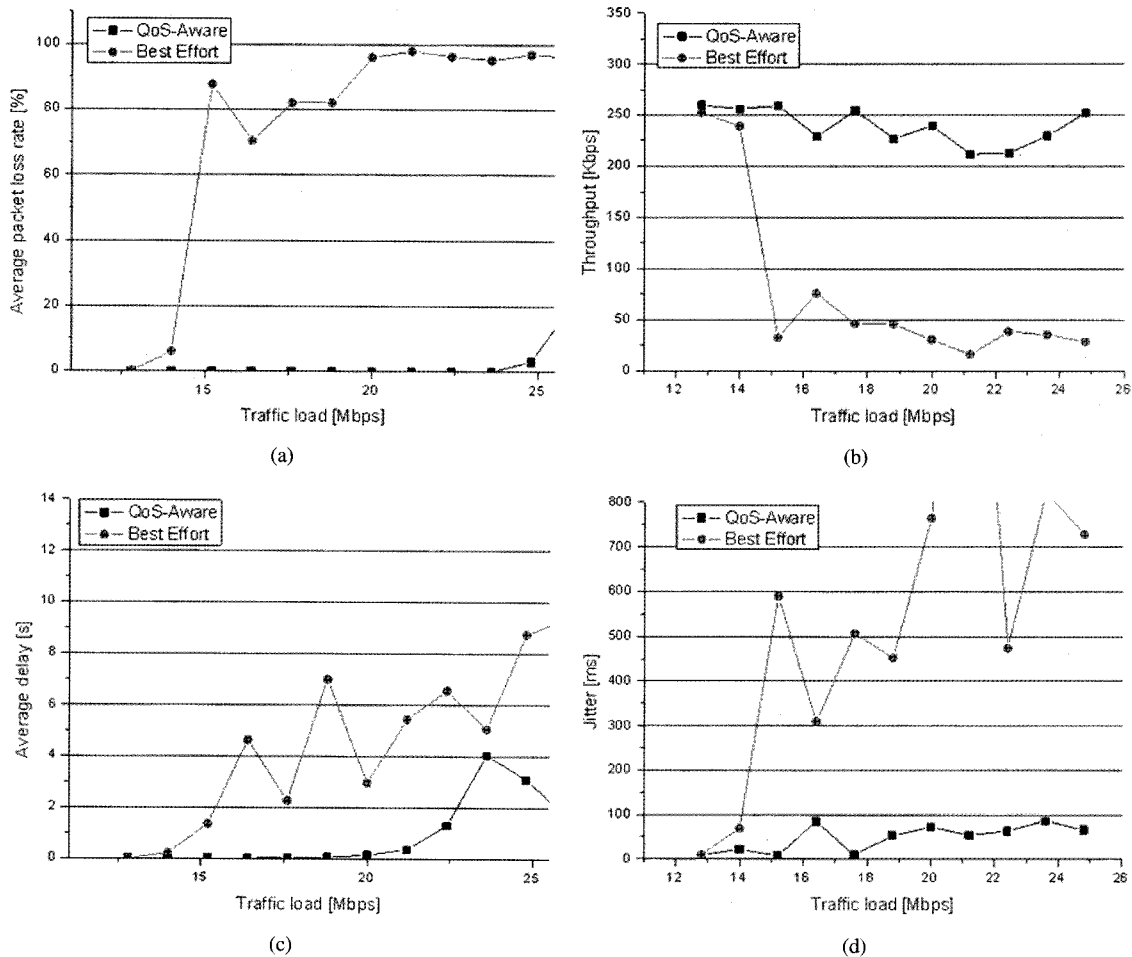 QoS-Aware
Best Effort
100
80
60
40
20
0
15
20
25
Average packet loss rate [%]
Traffic load [Mbps]
(a)
QoS-Aware
Best Effort
350
300
250
200
150
100
50
0
12
14
16
18
20
22
24
26
Throughput [Kbps]
Traffic load [Mbps]
(b)
QoS-Aware
Best Effort
14
12
10
8
6
4
2
0
15
20
25
Average delay [s]
Traffic load [Mbps]
(c)
QoS-Aware
Best Effort
800
700
600
500
400
300
200
100
0
12
14
16
18
20
22
24
26
Jitter [ms]
Traffic load [Mbps]
(d)